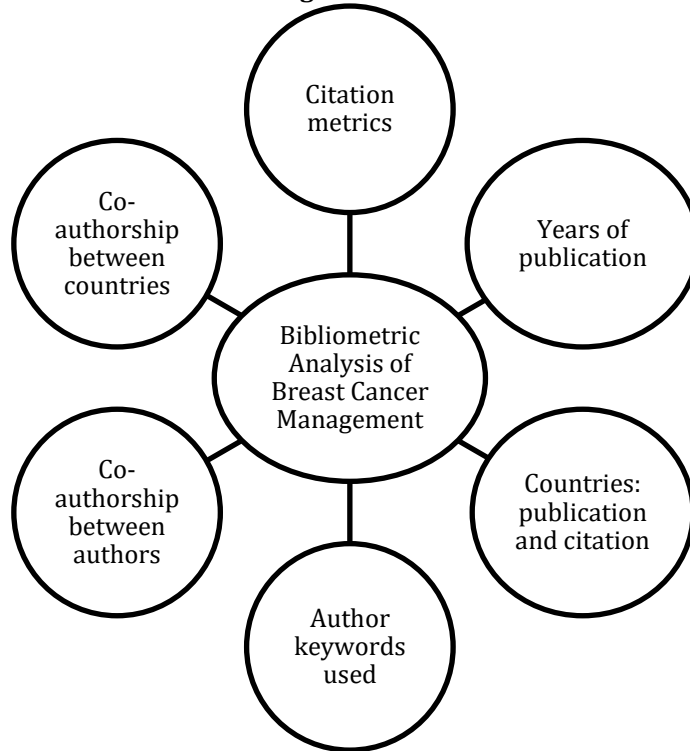 Citation
metrics
Years of
publication
Countries:
publication
and citation
Author
keywords
used
Co-
authorship
between
authors
Co-
authorship
between
countries
Bibliometric
Analysis of
Breast Cancer
Management